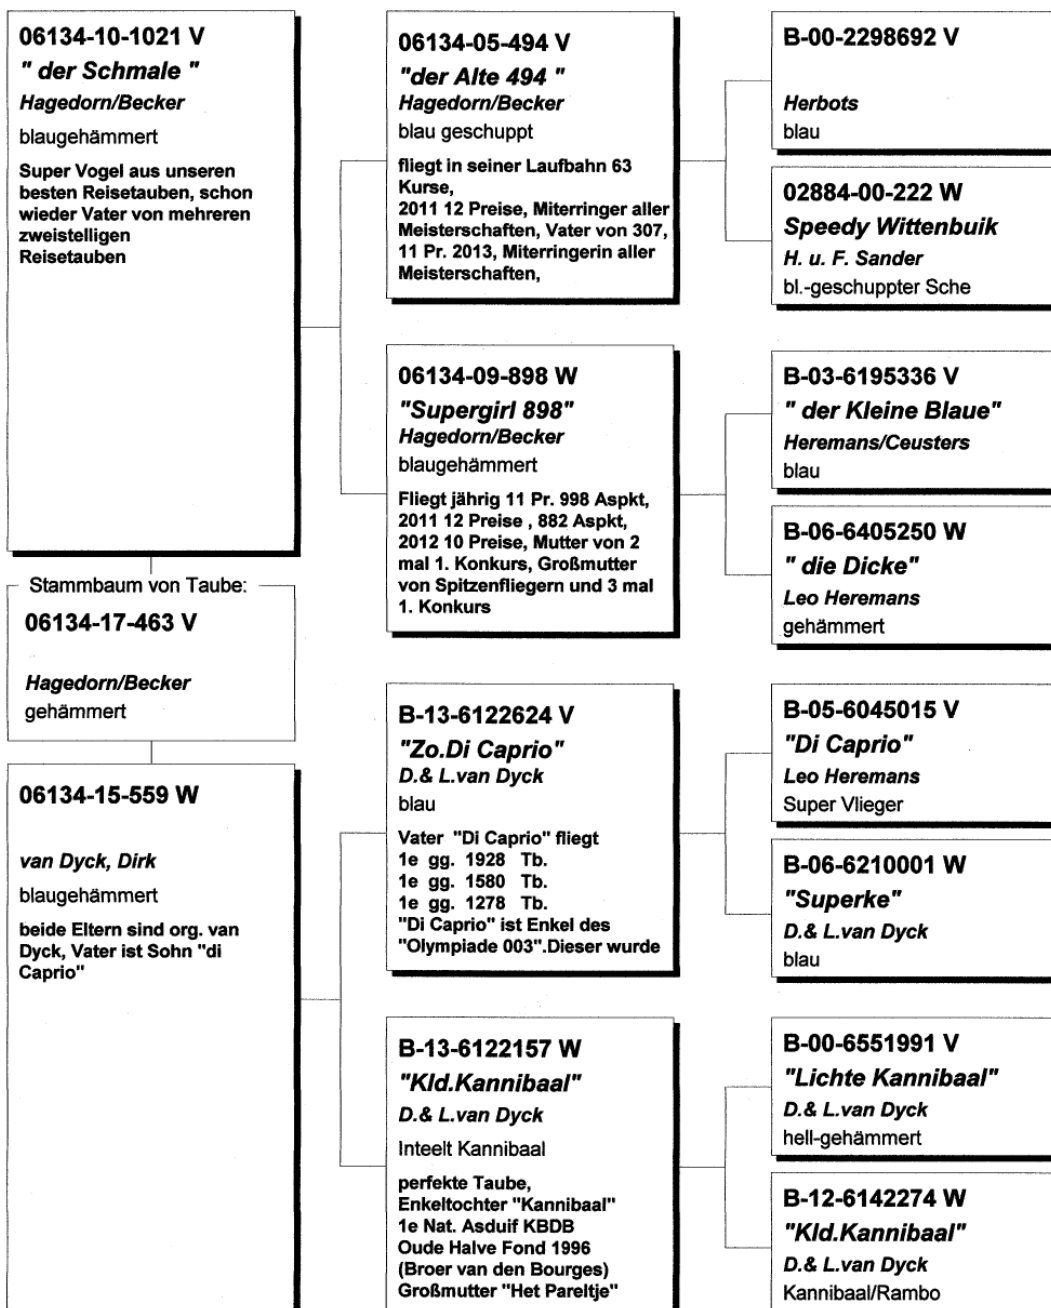 06134-10-1021 V
" der Schmale "
Hagedorn/Becker
blaugehämmert
Super Vogel aus unseren
besten Reisetauben, schon
wieder Vater von mehreren
zweistelligen
Reisetauben
Stammbaum von Taube:
06134-17-463 V
Hagedorn/Becker
gehämmert
06134-15-559 W
van Dyck, Dirk
blaugehämmert
beide Eltern sind org. van
Dyck, Vater ist Sohn "di
Caprio"
06134-05-494 V
"der Alte 494 "
Hagedorn/Becker
blau geschuppt
fliegt in seiner Laufbahn 63
Kurse,
2011 12 Preise, Miterringer aller
Meisterschaften, Vater von 307,
11 Pr. 2013, Miterringerin aller
Meisterschaften,
06134-09-898 W
"Supergirl 898"
Hagedorn/Becker
blaugehämmert
Fliegt jährig 11 Pr. 998 Aspkt,
2011 12 Preise , 882 Aspkt,
2012 10 Preise, Mutter von 2
mal 1. Konkurs, Großmutter
von Spitzenfliegern und 3 mal
1. Konkurs
B-13-6122624 V
"Zo.Di Caprio"
D.& L.van Dyck
blau
Vater "Di Caprio" fliegt
1e gg. 1928 Tb.
1e gg. 1580 Tb.
1e gg. 1278 Tb.
"Di Caprio" ist Enkel des
"Olympiade 003".Dieser wurde
B-13-6122157 W
"Kld.Kannibaal"
D.& L.van Dyck
Inteelt Kannibaal
perfekte Taube,
Enkeltochter "Kannibaal"
1e Nat. Asduif KBDB
Oude Halve Fond 1996
(Broer van den Bourges)
Großmutter "Het Pareltje"
B-00-2298692 V
Herbots
blau
02884-00-222 W
Speedy Wittenbuik
H. u. F. Sander
bl.-geschuppter Sche
B-03-6195336 V
" der Kleine Blaue"
Heremans/Ceusters
blau
B-06-6405250 W
" die Dicke"
Leo Heremans
gehämmert
B-05-6045015 V
"Di Caprio"
Leo Heremans
Super Vlieger
B-06-6210001 W
"Superke"
D.& L.van Dyck
blau
B-00-6551991 V
"Lichte Kannibaal"
D.& L.van Dyck
hell-gehämmert
B-12-6142274 W
"Kld.Kannibaal"
D.& L.van Dyck
Kannibaal/Rambo